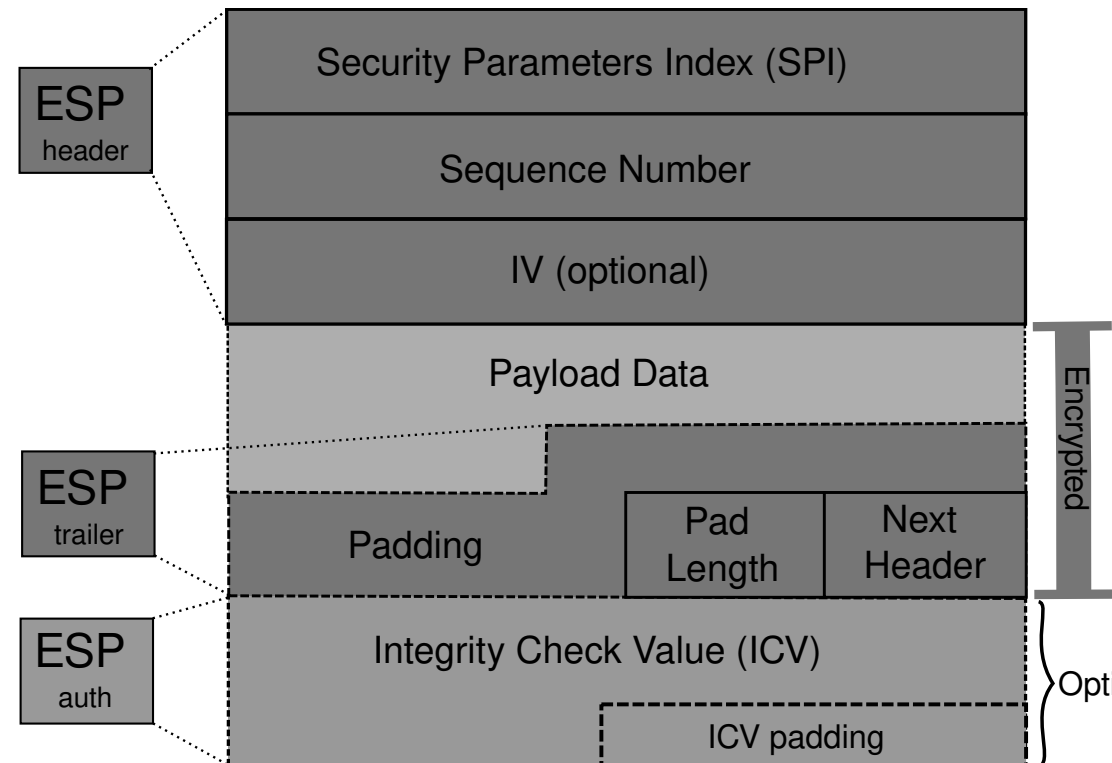 Security Parameters Index (SPI)
ESP
header
Sequence Number
IV (optional)
Payload Data
Encrypted
ESP
trailer
Padding
Pad
Length
Next
Header
ESP
auth
Integrity Check Value (ICV)
Opti
ICV padding